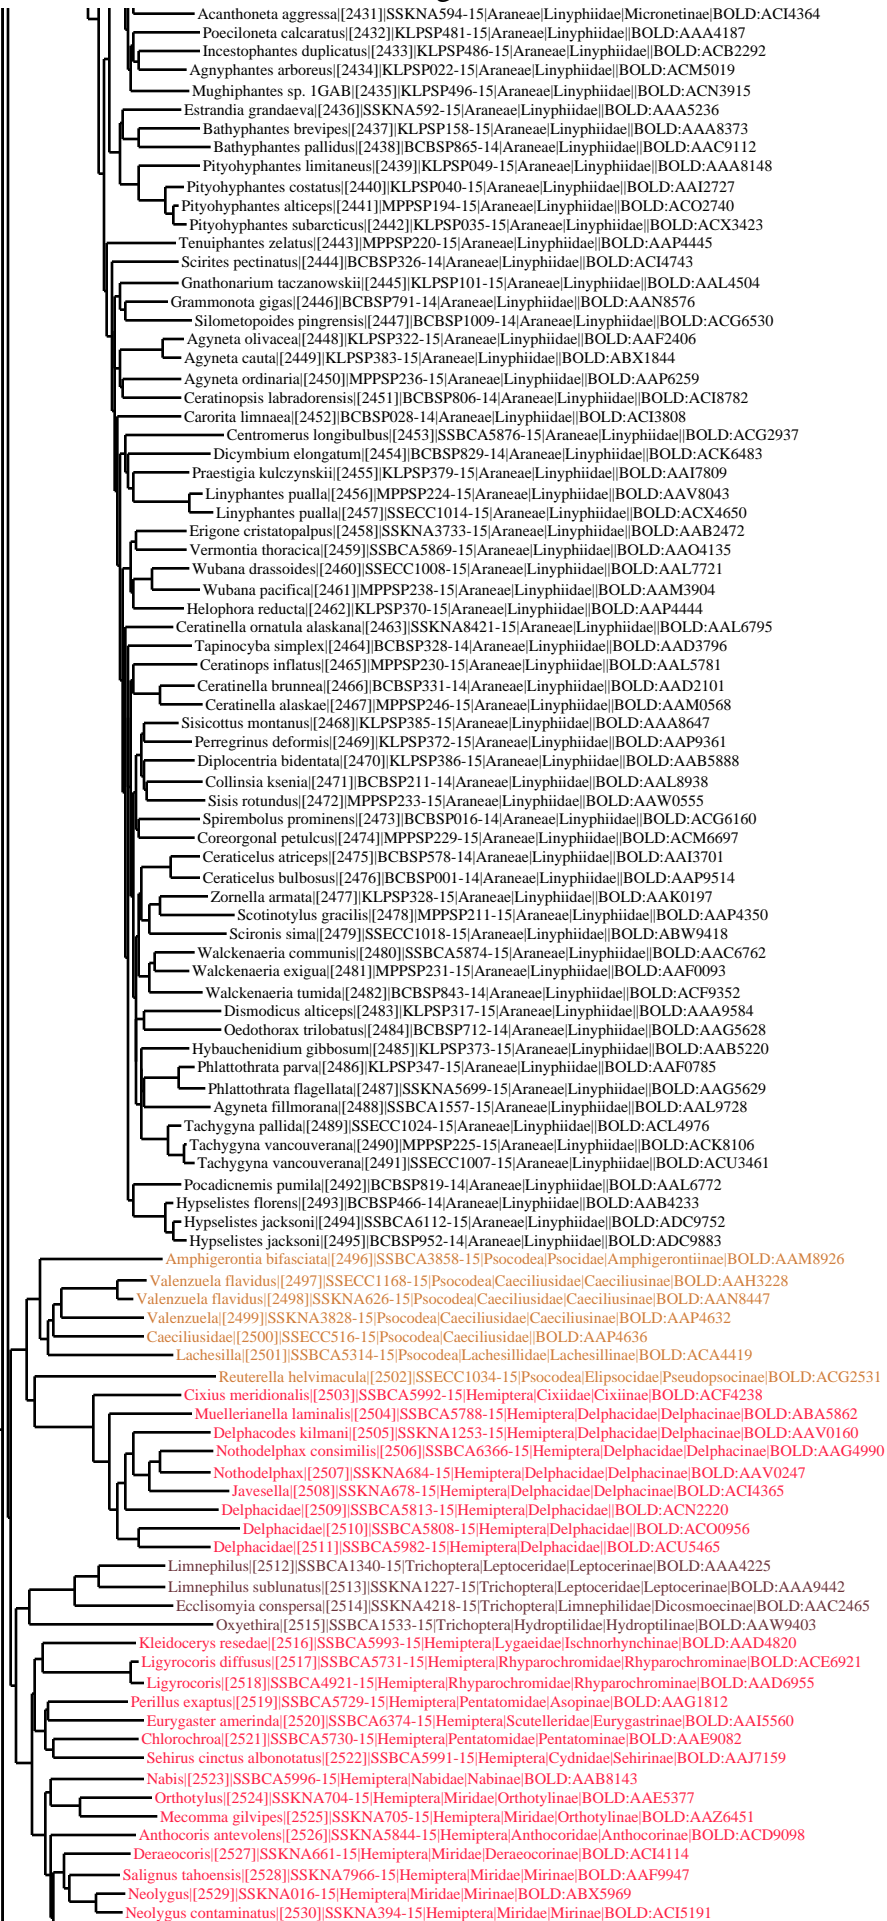 Acanthoneta aggressa|[2431]|SSKNA594-15|Araneae|Linyphiidae|Micronetinae|BOLD:ACI4364
Poeciloneta calcaratus|[2432]|KLPSP481-15|Araneae|Linyphiidae||BOLD:AAA4187
Incestophantes duplicatus|[2433]|KLPSP486-15|Araneae|Linyphiidae||BOLD:ACB2292
Agnyphantes arboreus|[2434]|KLPSP022-15|Araneae|Linyphiidae||BOLD:ACM5019
Mughiphantes sp. 1GAB|[2435]|KLPSP496-15|Araneae|Linyphiidae||BOLD:ACN3915
Estrandia grandaeva|[2436]|SSKNA592-15|Araneae|Linyphiidae||BOLD:AAA5236
Bathyphantes brevipes|[2437]|KLPSP158-15|Araneae|Linyphiidae||BOLD:AAA8373
Bathyphantes pallidus|[2438]|BCBSP865-14|Araneae|Linyphiidae||BOLD:AAC9112
Pityohyphantes limitaneus|[2439]|KLPSP049-15|Araneae|Linyphiidae||BOLD:AAA8148
Pityohyphantes costatus|[2440]|KLPSP040-15|Araneae|Linyphiidae||BOLD:AAI2727
Pityohyphantes alticeps|[2441]|MPPSP194-15|Araneae|Linyphiidae||BOLD:ACO2740
Pityohyphantes subarcticus|[2442]|KLPSP035-15|Araneae|Linyphiidae||BOLD:ACX3423
Tenuiphantes zelatus|[2443]|MPPSP220-15|Araneae|Linyphiidae||BOLD:AAP4445
Scirites pectinatus|[2444]|BCBSP326-14|Araneae|Linyphiidae||BOLD:ACI4743
Gnathonarium taczanowskii|[2445]|KLPSP101-15|Araneae|Linyphiidae||BOLD:AAL4504
Grammonota gigas|[2446]|BCBSP791-14|Araneae|Linyphiidae||BOLD:AAN8576
Silometopoides pingrensis|[2447]|BCBSP1009-14|Araneae|Linyphiidae||BOLD:ACG6530
Agyneta olivacea|[2448]|KLPSP322-15|Araneae|Linyphiidae||BOLD:AAF2406
Agyneta cauta|[2449]|KLPSP383-15|Araneae|Linyphiidae||BOLD:ABX1844
Agyneta ordinaria|[2450]|MPPSP236-15|Araneae|Linyphiidae||BOLD:AAP6259
Ceratinopsis labradorensis|[2451]|BCBSP806-14|Araneae|Linyphiidae||BOLD:ACI8782
Carorita limnaea|[2452]|BCBSP028-14|Araneae|Linyphiidae||BOLD:ACI3808
Centromerus longibulbus|[2453]|SSBCA5876-15|Araneae|Linyphiidae||BOLD:ACG2937
Dicymbium elongatum|[2454]|BCBSP829-14|Araneae|Linyphiidae||BOLD:ACK6483
Praestigia kulczynskii|[2455]|KLPSP379-15|Araneae|Linyphiidae||BOLD:AAI7809
Linyphantes pualla|[2456]|MPPSP224-15|Araneae|Linyphiidae||BOLD:AAV8043
Linyphantes pualla|[2457]|SSECC1014-15|Araneae|Linyphiidae||BOLD:ACX4650
Erigone cristatopalpus|[2458]|SSKNA3733-15|Araneae|Linyphiidae||BOLD:AAB2472
Vermontia thoracica|[2459]|SSBCA5869-15|Araneae|Linyphiidae||BOLD:AAO4135
Wubana drassoides|[2460]|SSECC1008-15|Araneae|Linyphiidae||BOLD:AAL7721
Wubana pacifica|[2461]|MPPSP238-15|Araneae|Linyphiidae||BOLD:AAM3904
Helophora reducta|[2462]|KLPSP370-15|Araneae|Linyphiidae||BOLD:AAP4444
Ceratinella ornatula alaskana|[2463]|SSKNA8421-15|Araneae|Linyphiidae||BOLD:AAL6795
Tapinocyba simplex|[2464]|BCBSP328-14|Araneae|Linyphiidae||BOLD:AAD3796
Ceratinops inflatus|[2465]|MPPSP230-15|Araneae|Linyphiidae||BOLD:AAL5781
Ceratinella brunnea|[2466]|BCBSP331-14|Araneae|Linyphiidae||BOLD:AAD2101
Ceratinella alaskae|[2467]|MPPSP246-15|Araneae|Linyphiidae||BOLD:AAM0568
Sisicottus montanus|[2468]|KLPSP385-15|Araneae|Linyphiidae||BOLD:AAA8647
Perregrinus deformis|[2469]|KLPSP372-15|Araneae|Linyphiidae||BOLD:AAP9361
Diplocentria bidentata|[2470]|KLPSP386-15|Araneae|Linyphiidae||BOLD:AAB5888
Collinsia ksenia|[2471]|BCBSP211-14|Araneae|Linyphiidae||BOLD:AAL8938
Sisis rotundus|[2472]|MPPSP233-15|Araneae|Linyphiidae||BOLD:AAW0555
Spirembolus prominens|[2473]|BCBSP016-14|Araneae|Linyphiidae||BOLD:ACG6160
Coreorgonal petulcus|[2474]|MPPSP229-15|Araneae|Linyphiidae||BOLD:ACM6697
Ceraticelus atriceps|[2475]|BCBSP578-14|Araneae|Linyphiidae||BOLD:AAI3701
Ceraticelus bulbosus|[2476]|BCBSP001-14|Araneae|Linyphiidae||BOLD:AAP9514
Zornella armata|[2477]|KLPSP328-15|Araneae|Linyphiidae||BOLD:AAK0197
Scotinotylus gracilis|[2478]|MPPSP211-15|Araneae|Linyphiidae||BOLD:AAP4350
Scironis sima|[2479]|SSECC1018-15|Araneae|Linyphiidae||BOLD:ABW9418
Walckenaeria communis|[2480]|SSBCA5874-15|Araneae|Linyphiidae||BOLD:AAC6762
Walckenaeria exigua|[2481]|MPPSP231-15|Araneae|Linyphiidae||BOLD:AAF0093
Walckenaeria tumida|[2482]|BCBSP843-14|Araneae|Linyphiidae||BOLD:ACF9352
Dismodicus alticeps|[2483]|KLPSP317-15|Araneae|Linyphiidae||BOLD:AAA9584
Oedothorax trilobatus|[2484]|BCBSP712-14|Araneae|Linyphiidae||BOLD:AAG5628
Hybauchenidium gibbosum|[2485]|KLPSP373-15|Araneae|Linyphiidae||BOLD:AAB5220
Phlattothrata parva|[2486]|KLPSP347-15|Araneae|Linyphiidae||BOLD:AAF0785
Phlattothrata flagellata|[2487]|SSKNA5699-15|Araneae|Linyphiidae||BOLD:AAG5629
Agyneta fillmorana|[2488]|SSBCA1557-15|Araneae|Linyphiidae||BOLD:AAL9728
Tachygyna pallida|[2489]|SSECC1024-15|Araneae|Linyphiidae||BOLD:ACL4976
Tachygyna vancouverana|[2490]|MPPSP225-15|Araneae|Linyphiidae||BOLD:ACK8106
Tachygyna vancouverana|[2491]|SSECC1007-15|Araneae|Linyphiidae||BOLD:ACU3461
Pocadicnemis pumila|[2492]|BCBSP819-14|Araneae|Linyphiidae||BOLD:AAL6772
Hypselistes florens|[2493]|BCBSP466-14|Araneae|Linyphiidae||BOLD:AAB4233
Hypselistes jacksoni|[2494]|SSBCA6112-15|Araneae|Linyphiidae||BOLD:ADC9752
Hypselistes jacksoni|[2495]|BCBSP952-14|Araneae|Linyphiidae||BOLD:ADC9883
Amphigerontia bifasciata|[2496]|SSBCA3858-15|Psocodea|Psocidae|Amphigerontiinae|BOLD:AAM8926
Valenzuela flavidus|[2497]|SSECC1168-15|Psocodea|Caeciliusidae|Caeciliusinae|BOLD:AAH3228
Valenzuela flavidus|[2498]|SSKNA626-15|Psocodea|Caeciliusidae|Caeciliusinae|BOLD:AAN8447
Valenzuela|[2499]|SSKNA3828-15|Psocodea|Caeciliusidae|Caeciliusinae|BOLD:AAP4632
Caeciliusidae|[2500]|SSECC516-15|Psocodea|Caeciliusidae||BOLD:AAP4636
Lachesilla|[2501]|SSBCA5314-15|Psocodea|Lachesillidae|Lachesillinae|BOLD:ACA4419
Reuterella helvimacula|[2502]|SSECC1034-15|Psocodea|Elipsocidae|Pseudopsocinae|BOLD:ACG2531
Cixius meridionalis|[2503]|SSBCA5992-15|Hemiptera|Cixiidae|Cixiinae|BOLD:ACF4238
Muellerianella laminalis|[2504]|SSBCA5788-15|Hemiptera|Delphacidae|Delphacinae|BOLD:ABA5862
Delphacodes kilmani|[2505]|SSKNA1253-15|Hemiptera|Delphacidae|Delphacinae|BOLD:AAV0160
Nothodelphax consimilis|[2506]|SSBCA6366-15|Hemiptera|Delphacidae|Delphacinae|BOLD:AAG4990
Nothodelphax|[2507]|SSKNA684-15|Hemiptera|Delphacidae|Delphacinae|BOLD:AAV0247
Javesella|[2508]|SSKNA678-15|Hemiptera|Delphacidae|Delphacinae|BOLD:ACI4365
Delphacidae|[2509]|SSBCA5813-15|Hemiptera|Delphacidae||BOLD:ACN2220
Delphacidae|[2510]|SSBCA5808-15|Hemiptera|Delphacidae||BOLD:ACO0956
Delphacidae|[2511]|SSBCA5982-15|Hemiptera|Delphacidae||BOLD:ACU5465
Limnephilus|[2512]|SSBCA1340-15|Trichoptera|Leptoceridae|Leptocerinae|BOLD:AAA4225
Limnephilus sublunatus|[2513]|SSKNA1227-15|Trichoptera|Leptoceridae|Leptocerinae|BOLD:AAA9442
Ecclisomyia conspersa|[2514]|SSKNA4218-15|Trichoptera|Limnephilidae|Dicosmoecinae|BOLD:AAC2465
Oxyethira|[2515]|SSBCA1533-15|Trichoptera|Hydroptilidae|Hydroptilinae|BOLD:AAW9403
Kleidocerys resedae|[2516]|SSBCA5993-15|Hemiptera|Lygaeidae|Ischnorhynchinae|BOLD:AAD4820
Ligyrocoris diffusus|[2517]|SSBCA5731-15|Hemiptera|Rhyparochromidae|Rhyparochrominae|BOLD:ACE6921
Ligyrocoris|[2518]|SSBCA4921-15|Hemiptera|Rhyparochromidae|Rhyparochrominae|BOLD:AAD6955
Perillus exaptus|[2519]|SSBCA5729-15|Hemiptera|Pentatomidae|Asopinae|BOLD:AAG1812
Eurygaster amerinda|[2520]|SSBCA6374-15|Hemiptera|Scutelleridae|Eurygastrinae|BOLD:AAI5560
Chlorochroa|[2521]|SSBCA5730-15|Hemiptera|Pentatomidae|Pentatominae|BOLD:AAE9082
Sehirus cinctus albonotatus|[2522]|SSBCA5991-15|Hemiptera|Cydnidae|Sehirinae|BOLD:AAJ7159
Nabis|[2523]|SSBCA5996-15|Hemiptera|Nabidae|Nabinae|BOLD:AAB8143
Orthotylus|[2524]|SSKNA704-15|Hemiptera|Miridae|Orthotylinae|BOLD:AAE5377
Mecomma gilvipes|[2525]|SSKNA705-15|Hemiptera|Miridae|Orthotylinae|BOLD:AAZ6451
Anthocoris antevolens|[2526]|SSKNA5844-15|Hemiptera|Anthocoridae|Anthocorinae|BOLD:ACD9098
Deraeocoris|[2527]|SSKNA661-15|Hemiptera|Miridae|Deraeocorinae|BOLD:ACI4114
Salignus tahoensis|[2528]|SSKNA7966-15|Hemiptera|Miridae|Mirinae|BOLD:AAF9947
Neolygus|[2529]|SSKNA016-15|Hemiptera|Miridae|Mirinae|BOLD:ABX5969
Neolygus contaminatus|[2530]|SSKNA394-15|Hemiptera|Miridae|Mirinae|BOLD:ACI5191